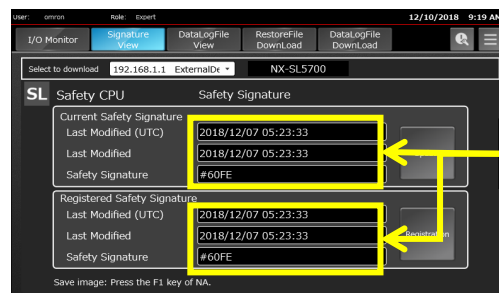 User: omron Role: Expert 12/10/2018 9:19 AM
I/O Monitor Signature View DataLogFile View RestoreFile DownLoad DataLogFile DownLoad
Select to download 192.168.1.1 ExternalDe NX-SL5700
SL Safety CPU Safety Signature
Current Safety Signature
Last Modified (UTC) 2018/12/07 05:23:33
Last Modified 2018/12/07 05:23:33
Safety Signature #60FE
Registered Safety Signature
Last Modified (UTC) 2018/12/07 05:23:33
Last Modified 2018/12/07 05:23:33
Registration
Safety Signature #60FE
Save image: Press the F1 key of NA.